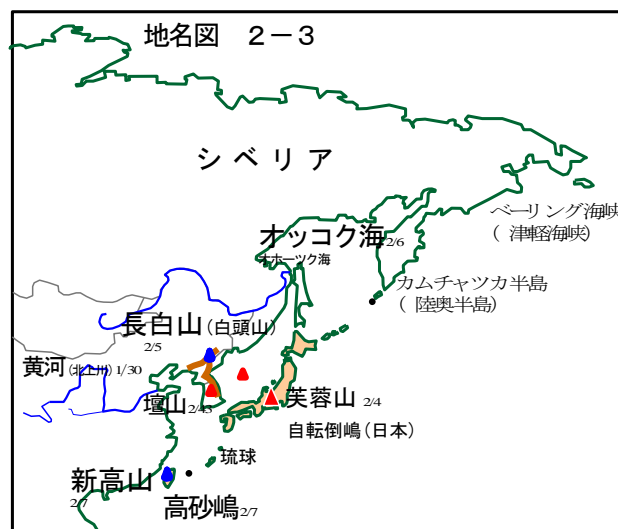 地名図 2－3
シベリア
ベーリング海峡
(津軽海峡)
オッコク海 2/6
オホーツク海
カムチャツカ半島
(陸奥半島)
長白山(白頭山)
2/5
黄河(北上川) 1/30
壇山 2/43
芙蓉山 2/4
自転倒嶋(日本)
琉球
新高山
2/7
高砂嶋 2/7